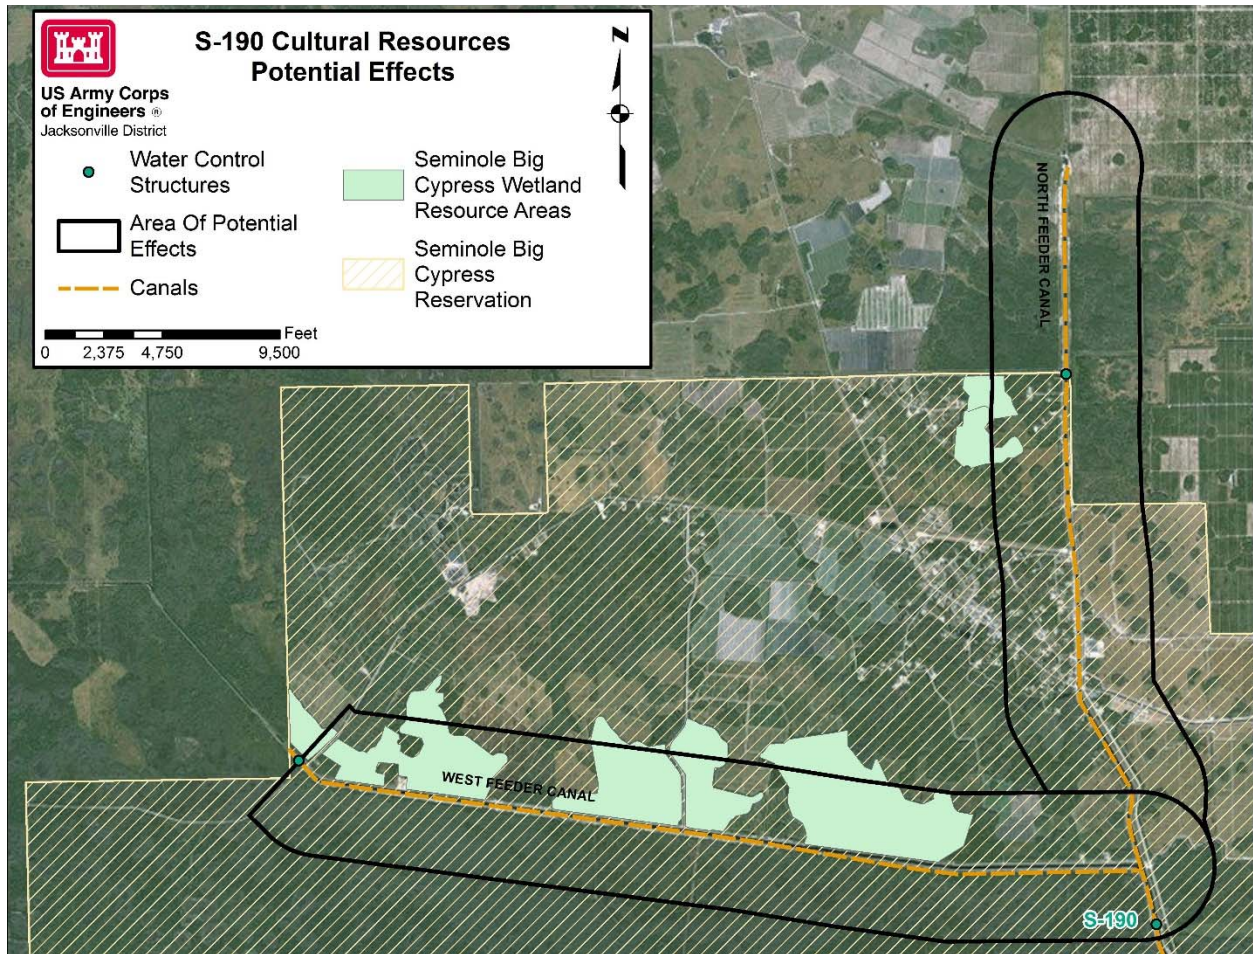 S-190 Cultural Resources
Potential Effects
US Army Corps
of Engineers ®
Jacksonville District
Z
Water Control
Structures
Area Of Potential
Effects
Canals
Seminole Big
Cypress Wetland
Resource Areas
Seminole Big
Cypress
Reservation
Feet
0 2,375 4,750 9,500
NORTH FEEDER CANAL
WEST FEEDER CANAL
S-190